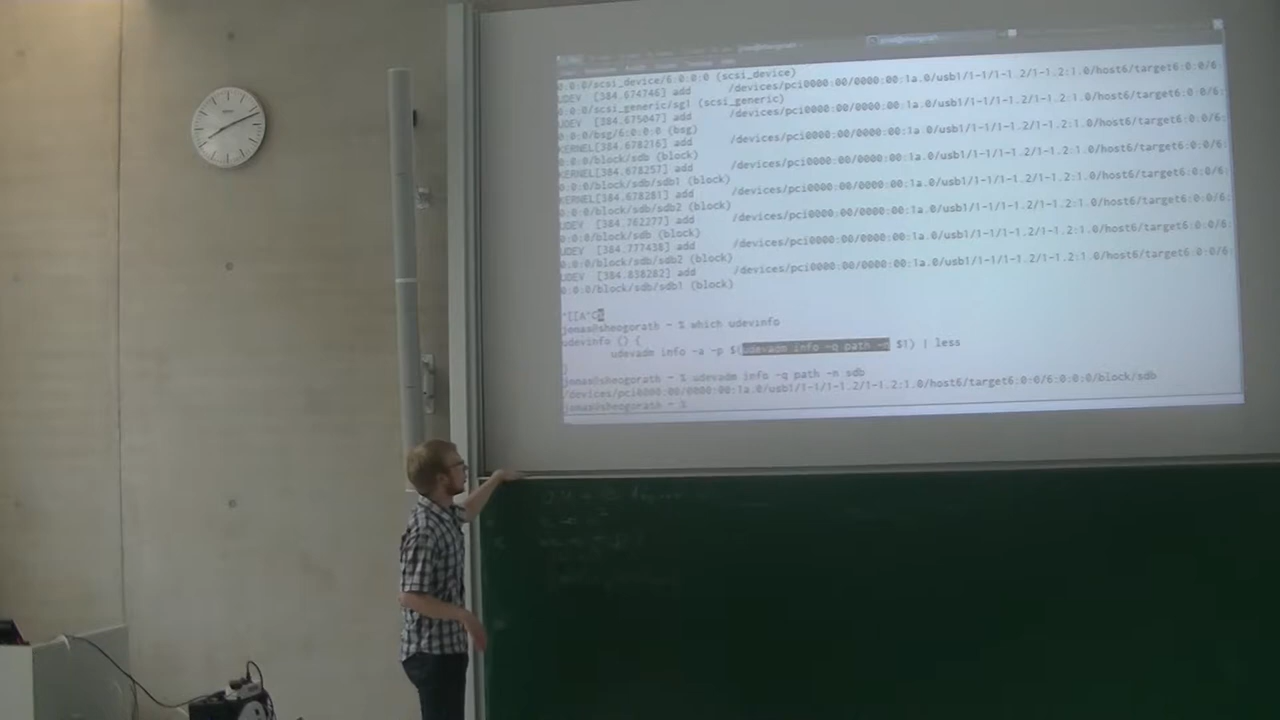 0:0:0/scsi_device/6:0:0:0 (scsi_device)
UDEV [384.674746] add /devices/pci0000:00/0000:00:1a.0/usb1/1-1/1-1.2/1-1.2:1.0/host6/target6:0:0/6:
0:0:0/scsi_generic/sg1 (scsi_generic)
UDEV [384.675047] add /devices/pci0000:00/0000:00:1a.0/usb1/1-1/1-1.2/1-1.2:1.0/host6/target6:0:0/6:
0:0:0/bsg/6:0:0:0 (bsg)
KERNEL[384.678216] add /devices/pci0000:00/0000:00:1a.0/usb1/1-1/1-1.2/1-1.2:1.0/host6/target6:0:0/6:
0:0:0/block/sdb (block)
KERNEL[384.678257] add /devices/pci0000:00/0000:00:1a.0/usb1/1-1/1-1.2/1-1.2:1.0/host6/target6:0:0/6:
0:0:0/block/sdb/sdb1 (block)
KERNEL[384.678281] add /devices/pci0000:00/0000:00:1a.0/usb1/1-1/1-1.2/1-1.2:1.0/host6/target6:0:0/6:
0:0:0/block/sdb/sdb2 (block)
UDEV [384.762277] add /devices/pci0000:00/0000:00:1a.0/usb1/1-1/1-1.2/1-1.2:1.0/host6/target6:0:0/6:
0:0:0/block/sdb (block)
UDEV [384.777438] add /devices/pci0000:00/0000:00:1a.0/usb1/1-1/1-1.2/1-1.2:1.0/host6/target6:0:0/6:
0:0:0/block/sdb/sdb2 (block)
UDEV [384.838282] add /devices/pci0000:00/0000:00:1a.0/usb1/1-1/1-1.2/1-1.2:1.0/host6/target6:0:0/6:
0:0:0/block/sdb/sdb1 (block)
^[[A^C%
jonas@sheogorath ~ % which udevinfo
udevinfo () {
udevadm info -a -p $(udevadm info -q path -n $1) | less
}
jonas@sheogorath ~ % udevadm info -q path -n sdb
/devices/pci0000:00/0000:00:1a.0/usb1/1-1/1-1.2/1-1.2:1.0/host6/target6:0:0/6:0:0:0/block/sdb
jonas@sheogorath ~ %